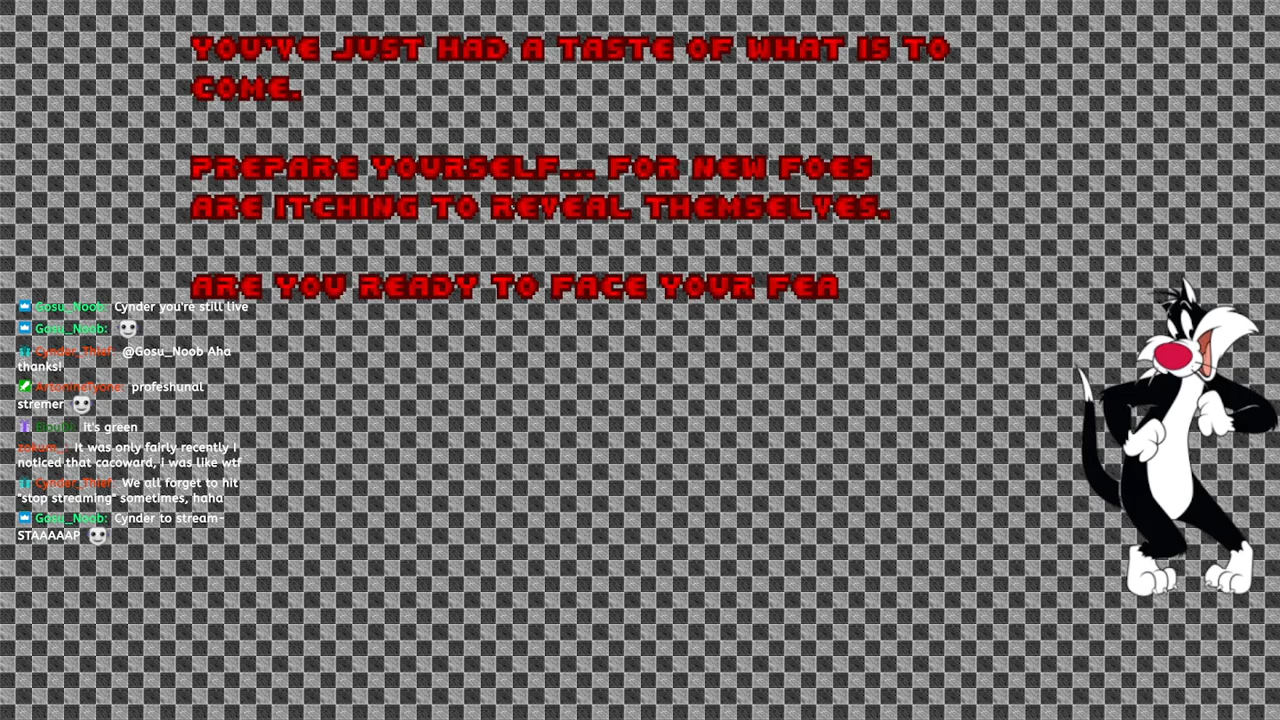 YOU'VE JUST HAD A TASTE OF WHAT IS TO
COME.
PREPARE YOURSELF... FOR NEW FOES
ARE ITCHING TO REVEAL THEMSELVES.
ARE YOU READY TO FACE YOUR FEA
Gosu_Noob: Cynder you're still live
Gosu_Noob:
Cynder_Thief: @Gosu_Noob Aha
thanks!
profeshunal
stremer
it's green
It was only fairly recently I
noticed that cacoward, i was like wtf
Cynder_Thief: We all forget to hit
"stop streaming" sometimes, haha
Gosu_Noob: Cynder to stream-
STAAAAAP